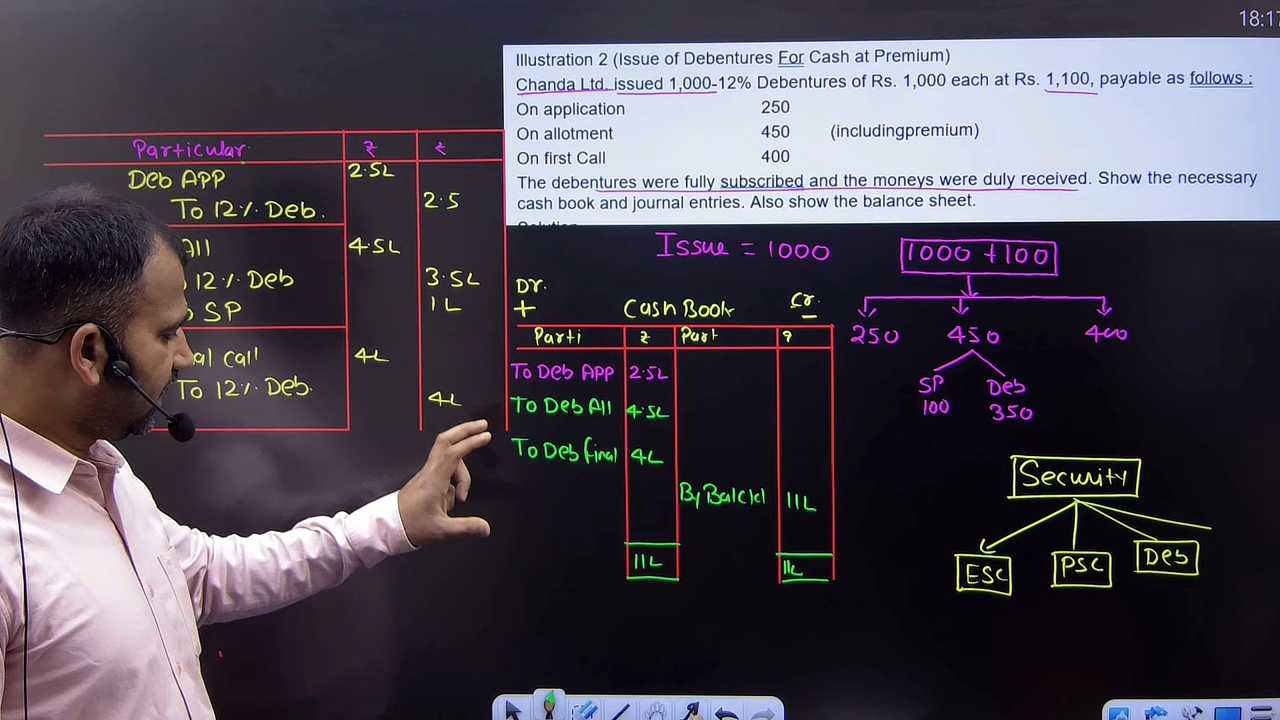 18:17
Illustration 2 (Issue of Debentures For Cash at Premium)
Chanda Ltd. issued 1,000-12% Debentures of Rs. 1,000 each at Rs. 1,100, payable as follows :
On application 250
On allotment 450 (includingpremium)
On first Call 400
The debentures were fully subscribed and the moneys were duly received. Show the necessary
cash book and journal entries. Also show the balance sheet.
Particular ₹ ₹
Deb APP 2.5L
To 12% Deb. 2.5
All 4.5L
12% Deb 3.5L
SP 1L
al call 4L
To 12% Deb. 4L
Issue = 1000
1000 + 100
250 450 400
SP Deb
100 350
Dr. Cash Book Cr.
+ -
Parti ₹ Part ₹
To Deb App 2.5L
To Deb All 4.5L
To Deb final 4L
By Bal c/d 11L
11L 11L
Security
ESC PSC Deb